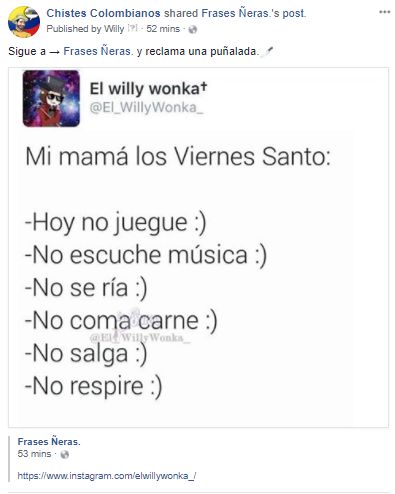 Chistes Colombianos shared Frases Ñeras.'s post.
Published by Willy [?] · 52 mins ·
Sigue a → Frases Ñeras. y reclama una puñalada.
El willy wonka†
@El_WillyWonka_
Mi mamá los Viernes Santo:
-Hoy no juegue :)
-No escuche música :)
-No se ría :)
-No coma carne :)
@El_WillyWonka_
-No salga :)
-No respire :)
Frases Ñeras.
53 mins ·
https://www.instagram.com/elwillywonka_/